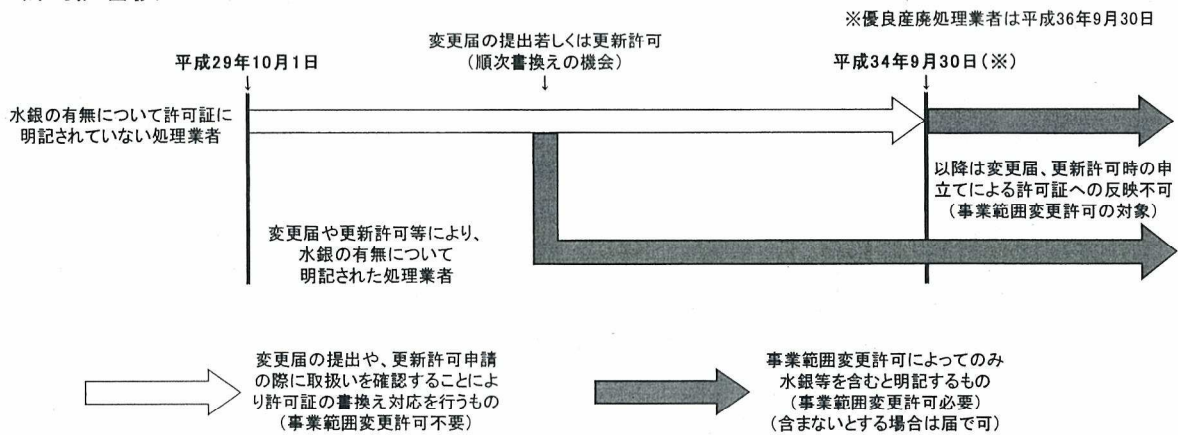 ※優良産廃処理業者は平成36年9月30日
変更届の提出若しくは更新許可
(順次書換えの機会)
平成29年10月1日
平成34年9月30日(※)
水銀の有無について許可証に
明記されていない処理業者
以降は変更届、更新許可時の申
立てによる許可証への反映不可
(事業範囲変更許可の対象)
変更届や更新許可等により、
水銀の有無について
明記された処理業者
変更届の提出や、更新許可申請
の際に取扱いを確認することによ
り許可証の書換え対応を行うもの
(事業範囲変更許可不要)
事業範囲変更許可によってのみ
水銀等を含むと明記するもの
(事業範囲変更許可必要)
(含まないとする場合は届で可)